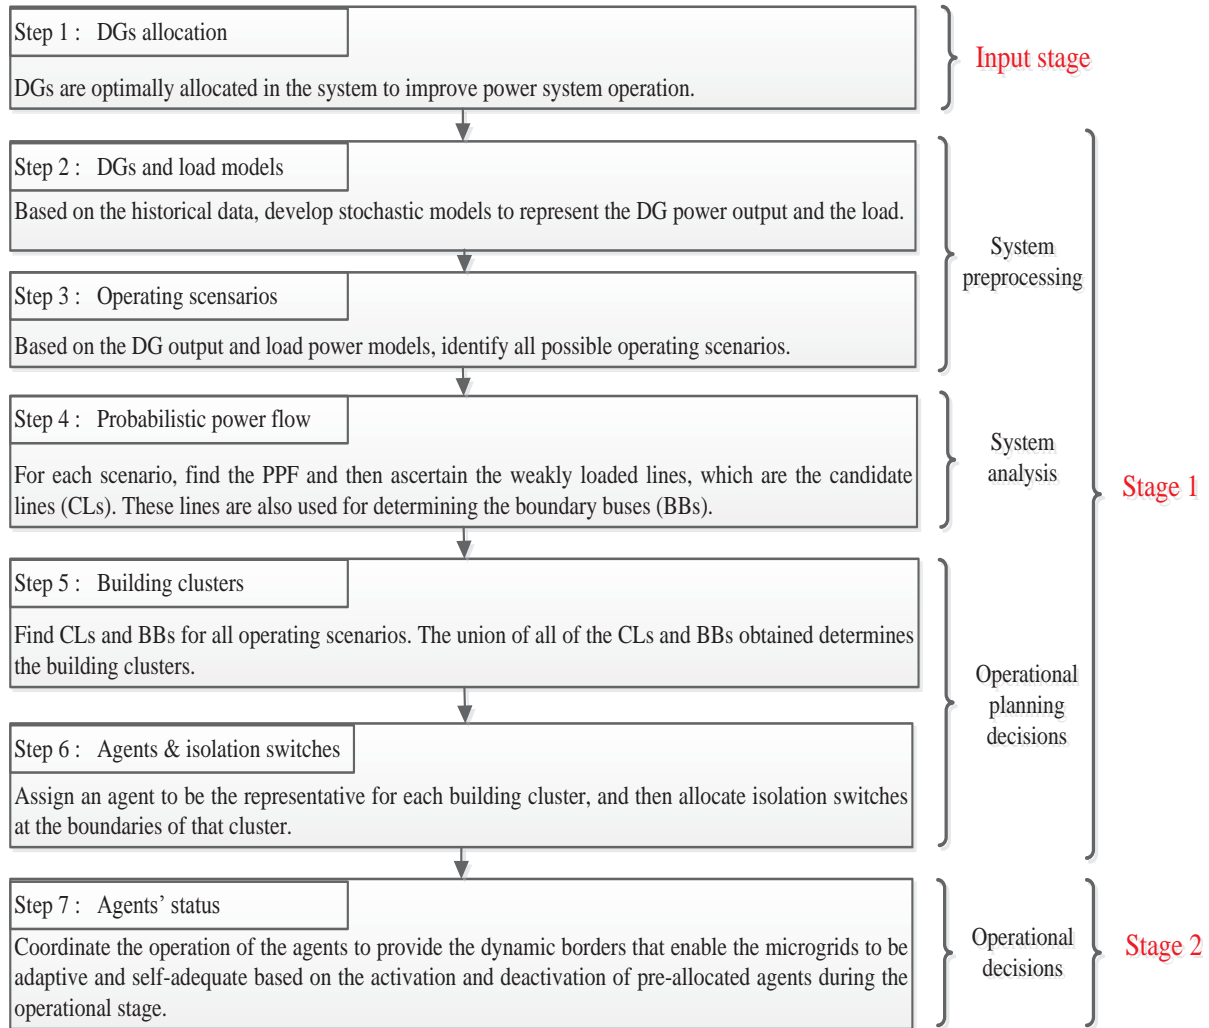 Step 1 :   DGs allocation
DGs are optimally allocated in the system to improve power system operation.
Input stage
Step 2 :   DGs and load models
Based on the historical data, develop stochastic models to represent the DG power output and the load.
System
preprocessing
Step 3 :   Operating scensarios
Based on the DG output and load power models, identify all possible operating scenarios.
Step 4 :   Probabilistic power flow
For each scenario, find the PPF and then ascertain the weakly loaded lines, which are the candidate
lines (CLs). These lines are also used for determining the boundary buses (BBs).
System
analysis
Stage 1
Step 5 :   Building clusters
Find CLs and BBs for all operating scenarios. The union of all of the CLs and BBs obtained determines
the building clusters.
Operational
planning
decisions
Step 6 :   Agents & isolation switches
Assign an agent to be the representative for each building cluster, and then allocate isolation switches
at the boundaries of that cluster.
Step 7 :   Agents’ status
Coordinate the operation of the agents to provide the dynamic borders that enable the microgrids to be
adaptive and self-adequate based on the activation and deactivation of pre-allocated agents during the
operational stage.
Operational
decisions
Stage 2